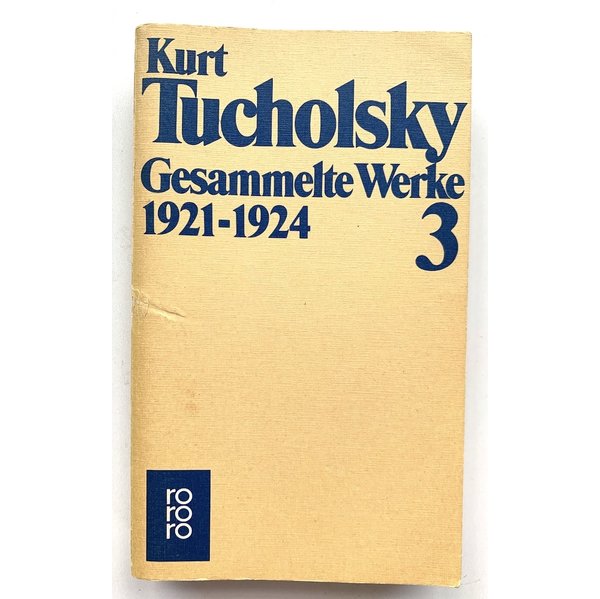 Kurt
Tucholsky
Gesammelte Werke
1921-1924 3
ro
ro
ro